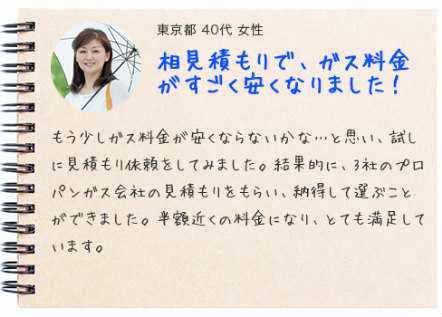 東京都 40代 女性
相見積もりで、ガス料金
がすごく安くなりました！
もう少しガス料金が安くならないかな…と思い、試し
に見積もり依頼をしてみました。結果的に、3社のプロ
パンガス会社の見積もりをもらい、納得して選ぶこと
ができました。半額近くの料金になり、とても満足して
います。